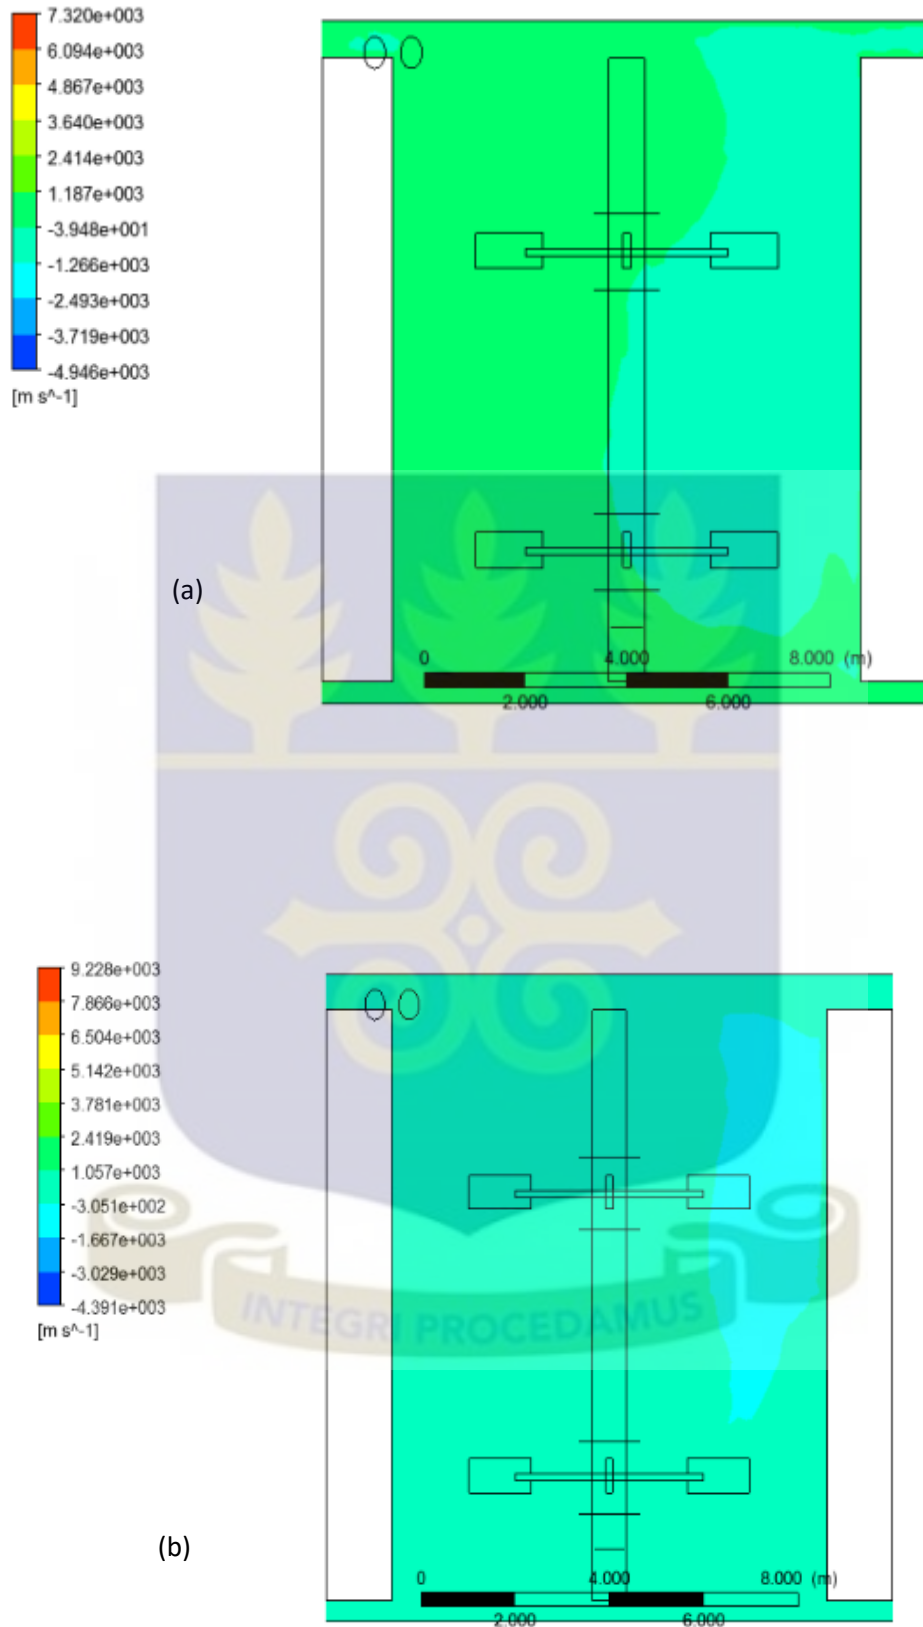 7.320e+003
6.094e+003
4.867e+003
3.640e+003
2.414e+003
1.187e+003
-3.948e+001
-1.266e+003
-2.493e+003
-3.719e+003
-4.946e+003
[m s^-1]
(a)
0 4.000 8.000 (m)
2.000 6.000
9.228e+003
7.866e+003
6.504e+003
5.142e+003
3.781e+003
2.419e+003
1.057e+003
-3.051e+002
-1.667e+003
-3.029e+003
-4.391e+003
[m s^-1]
INTEGRI PROCEDAMUS
(b)
0 4.000 8.000 (m)
2.000 6.000